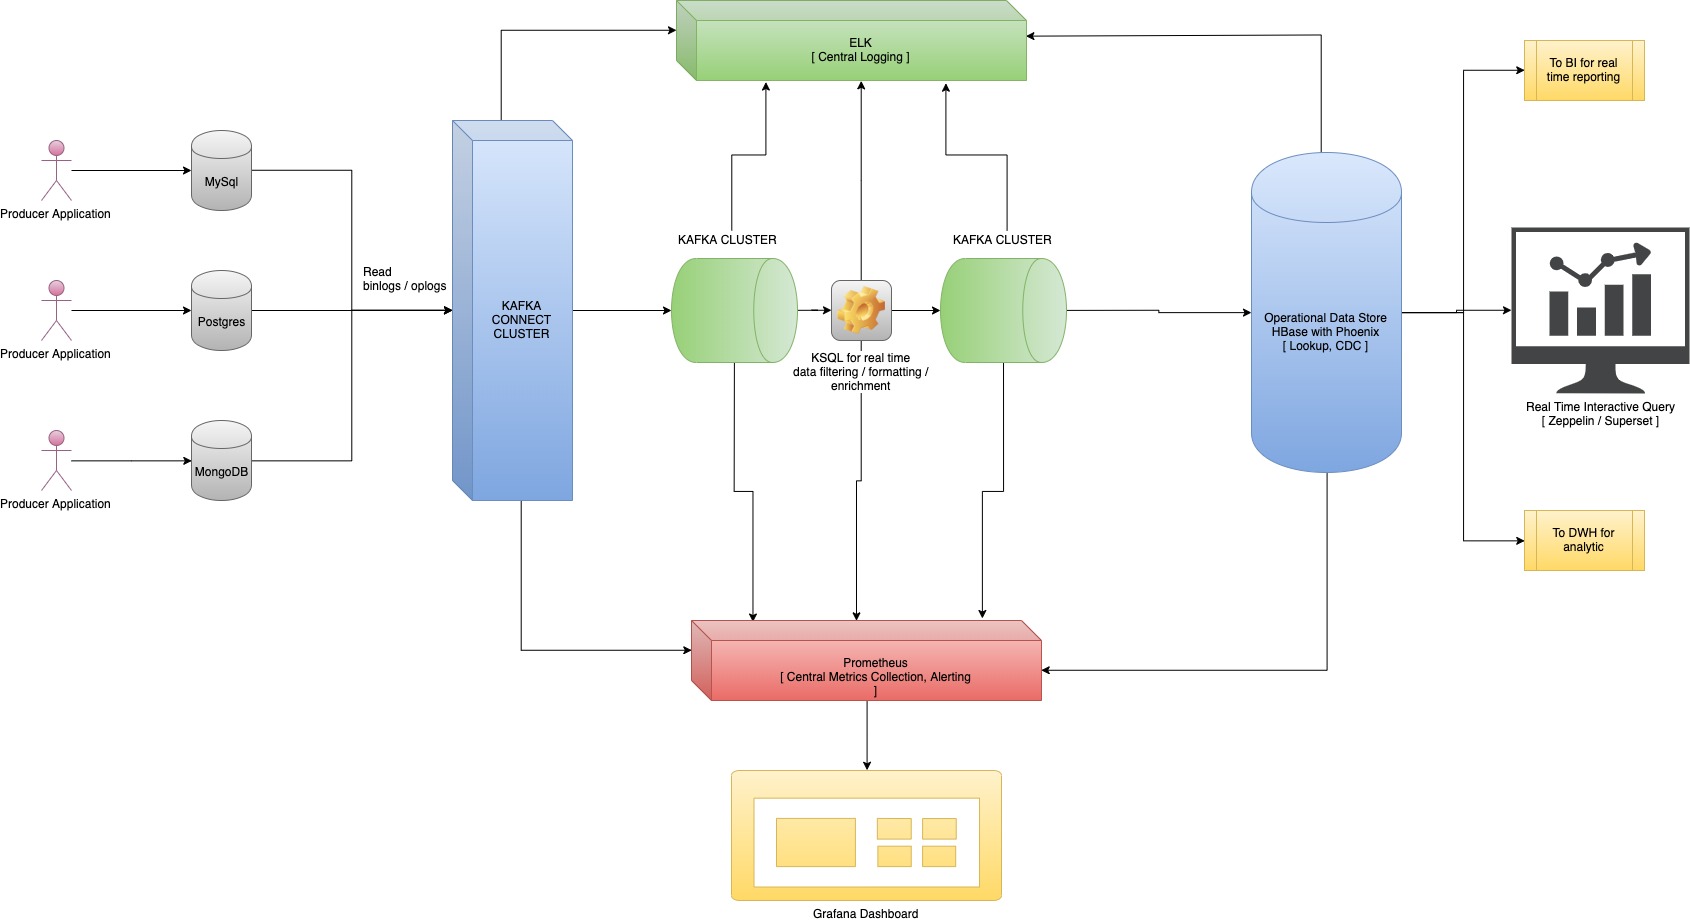 ELK
[ Central Logging ]
To BI for real
time reporting
MySql
Producer Application
KAFKA CLUSTER
KAFKA CLUSTER
Read
binlogs / oplogs
KAFKA
CONNECT
CLUSTER
Postgres
Producer Application
KSQL for real time
data filtering / formatting /
enrichment
Operational Data Store
HBase with Phoenix
[ Lookup, CDC ]
Real Time Interactive Query
[ Zeppelin / Superset ]
MongoDB
Producer Application
To DWH for
analytic
Prometheus
[ Central Metrics Collection, Alerting
]
Grafana Dashboard